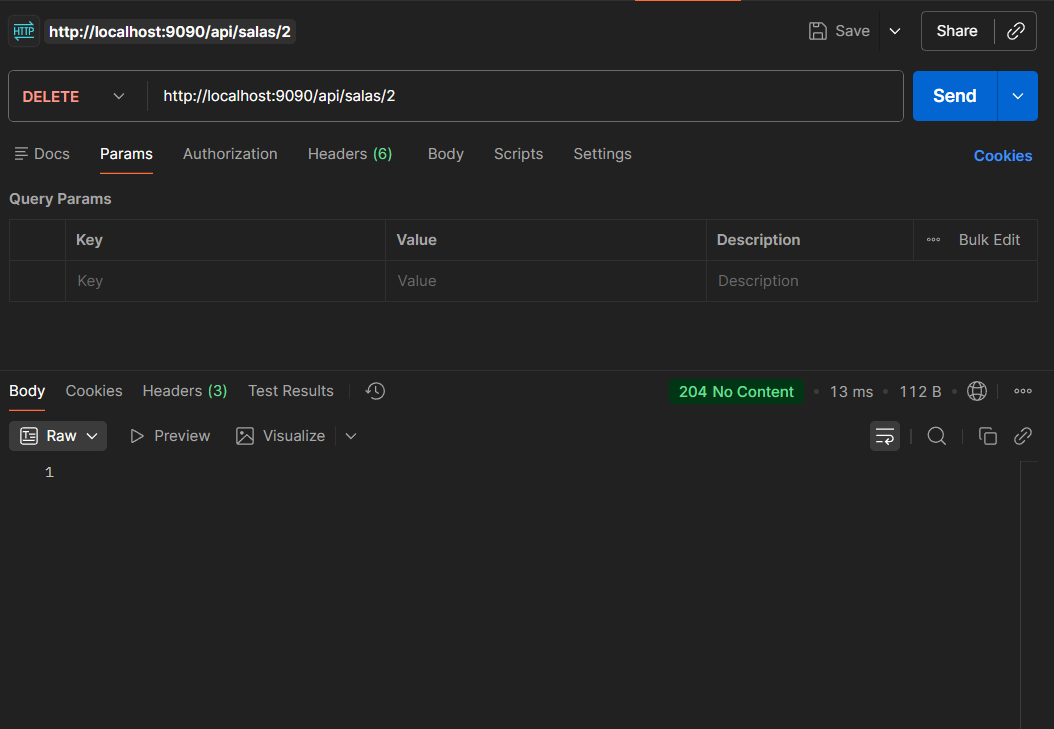 HTTP http://localhost:9090/api/salas/2 Save Share
DELETE http://localhost:9090/api/salas/2 Send
Docs Params Authorization Headers (6) Body Scripts Settings Cookies
Query Params
Key Value Description Bulk Edit
Key Value Description
Body Cookies Headers (3) Test Results 204 No Content 13 ms 112 B
Raw Preview Visualize
1